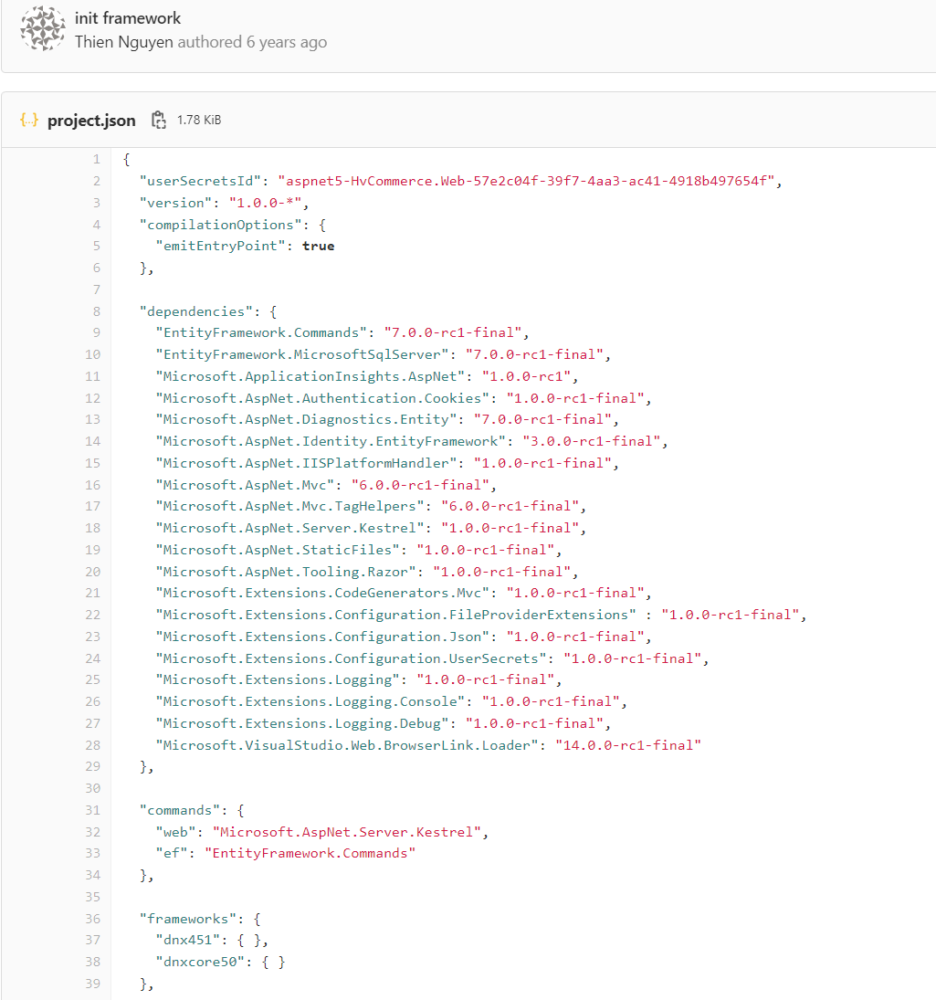 init framework
Thien Nguyen authored 6 years ago
{..} project.json 1.78 KiB
1 {
2 "userSecretsId": "aspnet5-HvCommerce.Web-57e2c04f-39f7-4aa3-ac41-4918b497654f",
3 "version": "1.0.0-*",
4 "compilationOptions": {
5 "emitEntryPoint": true
6 },
7
8 "dependencies": {
9 "EntityFramework.Commands": "7.0.0-rc1-final",
10 "EntityFramework.MicrosoftSqlServer": "7.0.0-rc1-final",
11 "Microsoft.ApplicationInsights.AspNet": "1.0.0-rc1",
12 "Microsoft.AspNet.Authentication.Cookies": "1.0.0-rc1-final",
13 "Microsoft.AspNet.Diagnostics.Entity": "7.0.0-rc1-final",
14 "Microsoft.AspNet.Identity.EntityFramework": "3.0.0-rc1-final",
15 "Microsoft.AspNet.IISPlatformHandler": "1.0.0-rc1-final",
16 "Microsoft.AspNet.Mvc": "6.0.0-rc1-final",
17 "Microsoft.AspNet.Mvc.TagHelpers": "6.0.0-rc1-final",
18 "Microsoft.AspNet.Server.Kestrel": "1.0.0-rc1-final",
19 "Microsoft.AspNet.StaticFiles": "1.0.0-rc1-final",
20 "Microsoft.AspNet.Tooling.Razor": "1.0.0-rc1-final",
21 "Microsoft.Extensions.CodeGenerators.Mvc": "1.0.0-rc1-final",
22 "Microsoft.Extensions.Configuration.FileProviderExtensions" : "1.0.0-rc1-final",
23 "Microsoft.Extensions.Configuration.Json": "1.0.0-rc1-final",
24 "Microsoft.Extensions.Configuration.UserSecrets": "1.0.0-rc1-final",
25 "Microsoft.Extensions.Logging": "1.0.0-rc1-final",
26 "Microsoft.Extensions.Logging.Console": "1.0.0-rc1-final",
27 "Microsoft.Extensions.Logging.Debug": "1.0.0-rc1-final",
28 "Microsoft.VisualStudio.Web.BrowserLink.Loader": "14.0.0-rc1-final"
29 },
30
31 "commands": {
32 "web": "Microsoft.AspNet.Server.Kestrel",
33 "ef": "EntityFramework.Commands"
34 },
35
36 "frameworks": {
37 "dnx451": { },
38 "dnxcore50": { }
39 },